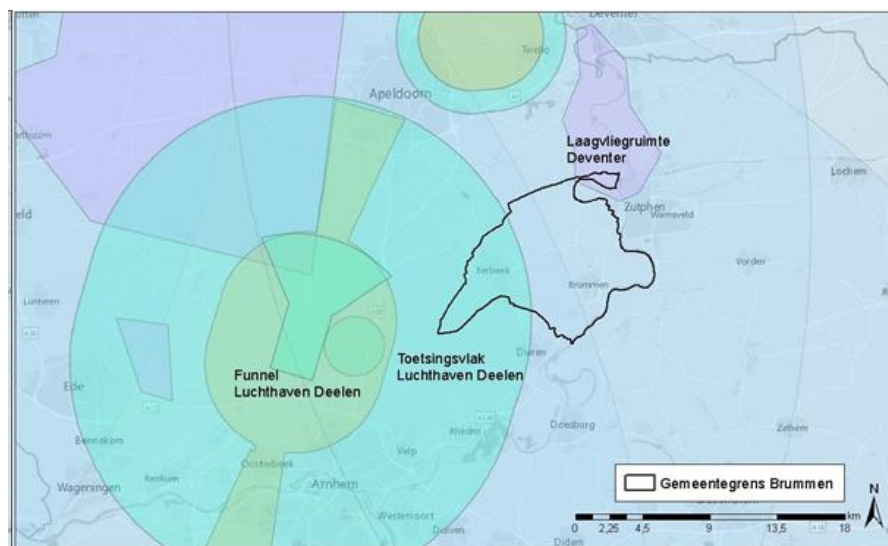 Deventer
Twello
Apeldoorn
Laagvliegruimte
Deventer
Lochem
Zutphen
Warnsveld
Eerbeek
Brummen
Vorden
Lunteren
Toetsingsvlak
Luchthaven Deelen
Funnel
Luchthaven Deelen
Dieren
Ede
Rheden
Doesburg
Zelhem
Bennekom
Velp
Oosterbeek
Renkum
Wageningen
Arnhem
Westervoort
Duiven
Didam
Gemeentegrens Brummen
N
km
0 2,25 4,5 9 13,5 18